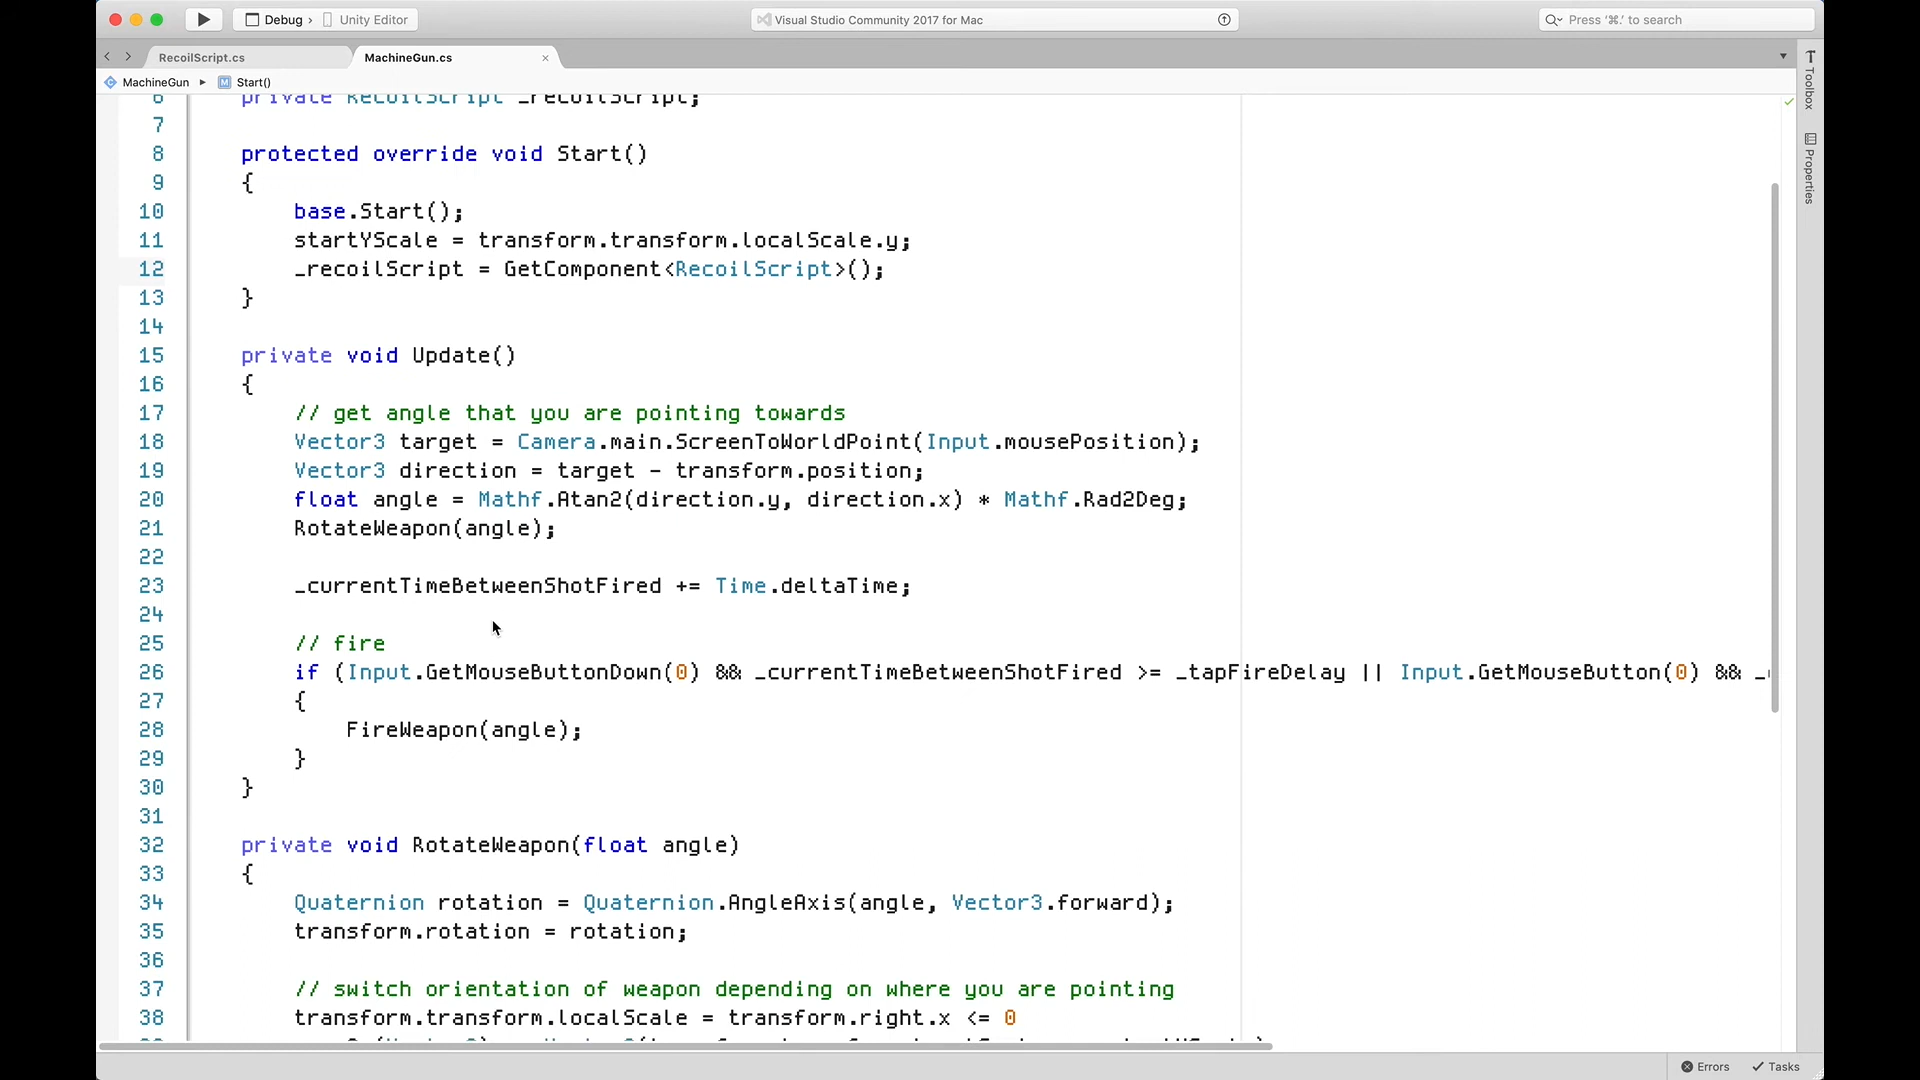 Debug › Unity Editor
Visual Studio Community 2017 for Mac
Press '⌘.' to search
RecoilScript.cs
MachineGun.cs
MachineGun ▸ Start()
6 private RecoilScript _recoilScript;
7
8 protected override void Start()
9 {
10 base.Start();
11 startYScale = transform.transform.localScale.y;
12 _recoilScript = GetComponent<RecoilScript>();
13 }
14
15 private void Update()
16 {
17 // get angle that you are pointing towards
18 Vector3 target = Camera.main.ScreenToWorldPoint(Input.mousePosition);
19 Vector3 direction = target - transform.position;
20 float angle = Mathf.Atan2(direction.y, direction.x) * Mathf.Rad2Deg;
21 RotateWeapon(angle);
22
23 _currentTimeBetweenShotFired += Time.deltaTime;
24
25 // fire
26 if (Input.GetMouseButtonDown(0) && _currentTimeBetweenShotFired >= _tapFireDelay || Input.GetMouseButton(0) && _
27 {
28 FireWeapon(angle);
29 }
30 }
31
32 private void RotateWeapon(float angle)
33 {
34 Quaternion rotation = Quaternion.AngleAxis(angle, Vector3.forward);
35 transform.rotation = rotation;
36
37 // switch orientation of weapon depending on where you are pointing
38 transform.transform.localScale = transform.right.x <= 0
Toolbox
Properties
Errors
Tasks